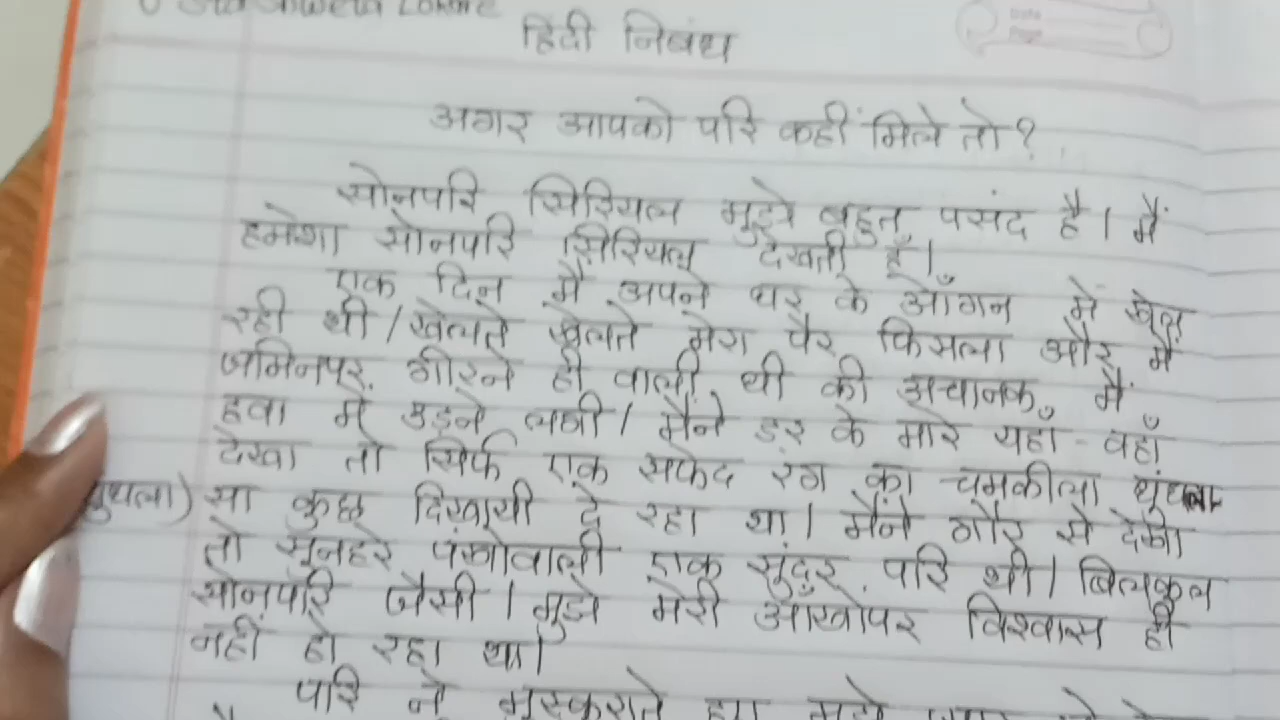 हिंदी निबंध
अगर आपको परि कहीं मिले तो?
सोनपरि सिरियल मुझे बहुत पसंद है। मैं
हमेशा सोनपरि सिरियल देखती हूँ।
एक दिन मैं अपने घर के आँगन में खेल
रही थी। खेलते खेलते मेरा पैर फिसला और मैं
जमिनपर गीरने ही वाली थी की अचानक मैं
हवा में उड़ने लगी। मैंने डर के मारे यहाँ-वहाँ
देखा तो सिर्फ एक सफेद रंग का चमकीला धुंधला
सा कुछ दिखायी दे रहा था। मैंने गौर से देखा
तो सुनहरे पंखोवाली एक सुंदर परि थी। बिलकुल
सोनपरि जैसी। मुझे मेरी आँखोपर विश्वास ही
नहीं हो रहा था।
परि ने मुस्कुराते हुए मुझे